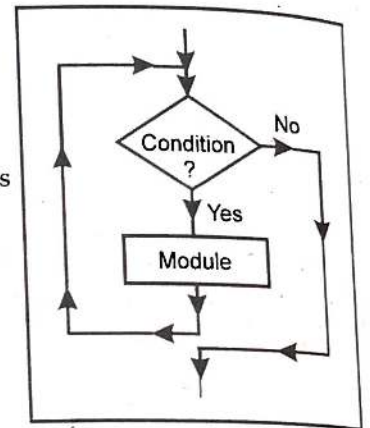 No
Condition
?
s
Yes
Module